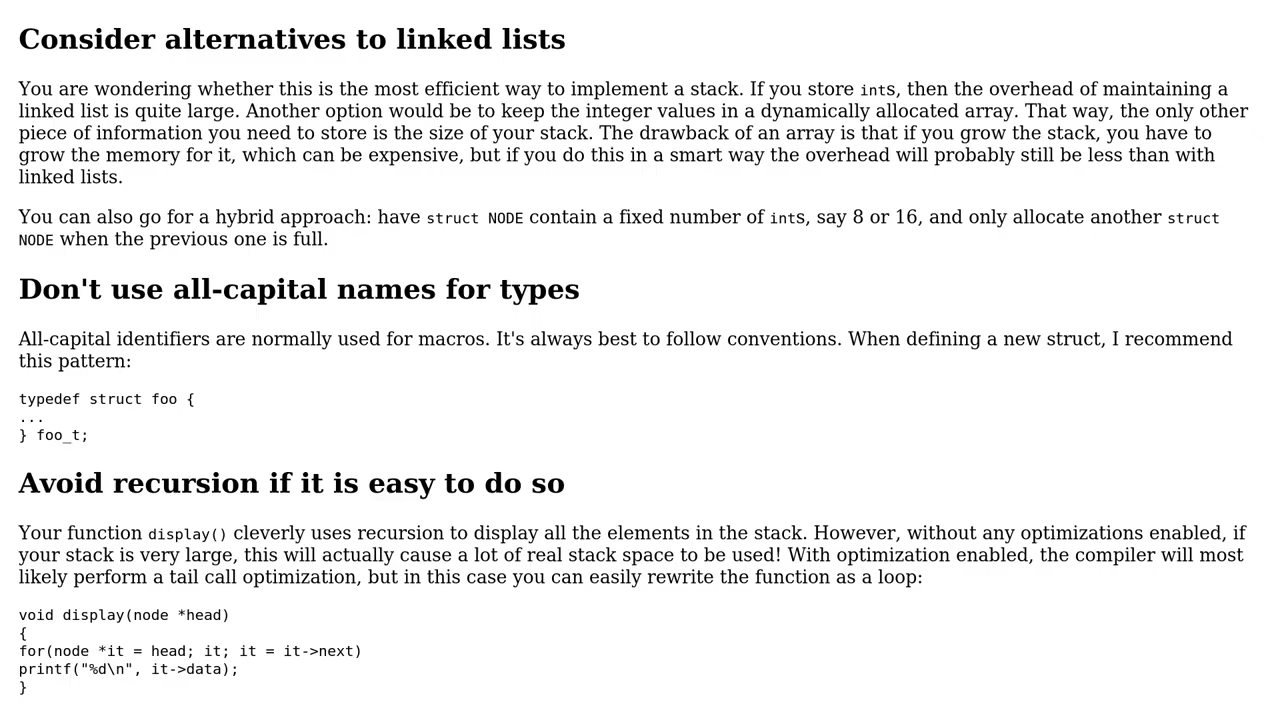 Consider alternatives to linked lists
You are wondering whether this is the most efficient way to implement a stack. If you store ints, then the overhead of maintaining a
linked list is quite large. Another option would be to keep the integer values in a dynamically allocated array. That way, the only other
piece of information you need to store is the size of your stack. The drawback of an array is that if you grow the stack, you have to
grow the memory for it, which can be expensive, but if you do this in a smart way the overhead will probably still be less than with
linked lists.
You can also go for a hybrid approach: have struct NODE contain a fixed number of ints, say 8 or 16, and only allocate another struct
NODE when the previous one is full.
Don't use all-capital names for types
All-capital identifiers are normally used for macros. It's always best to follow conventions. When defining a new struct, I recommend
this pattern:
typedef struct foo {
...
} foo_t;
Avoid recursion if it is easy to do so
Your function display() cleverly uses recursion to display all the elements in the stack. However, without any optimizations enabled, if
your stack is very large, this will actually cause a lot of real stack space to be used! With optimization enabled, the compiler will most
likely perform a tail call optimization, but in this case you can easily rewrite the function as a loop:
void display(node *head)
{
for(node *it = head; it; it = it->next)
printf("%d\n", it->data);
}